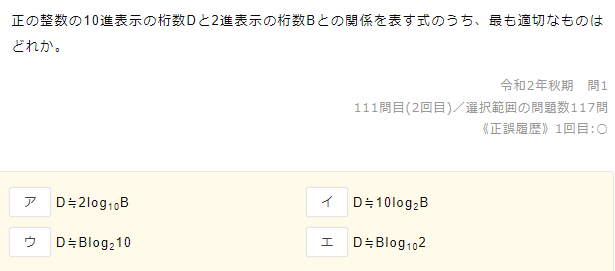 正の整数の10進表示の桁数Dと2進表示の桁数Bとの関係を表す式のうち、最も適切なものは
どれか。
令和2年秋期　問1
111問目(2回目)／選択範囲の問題数117問
《正誤履歴》1回目:○
ア D≒2log₁₀B イ D≒10log₂B
ウ D≒Blog₂10 エ D≒Blog₁₀2